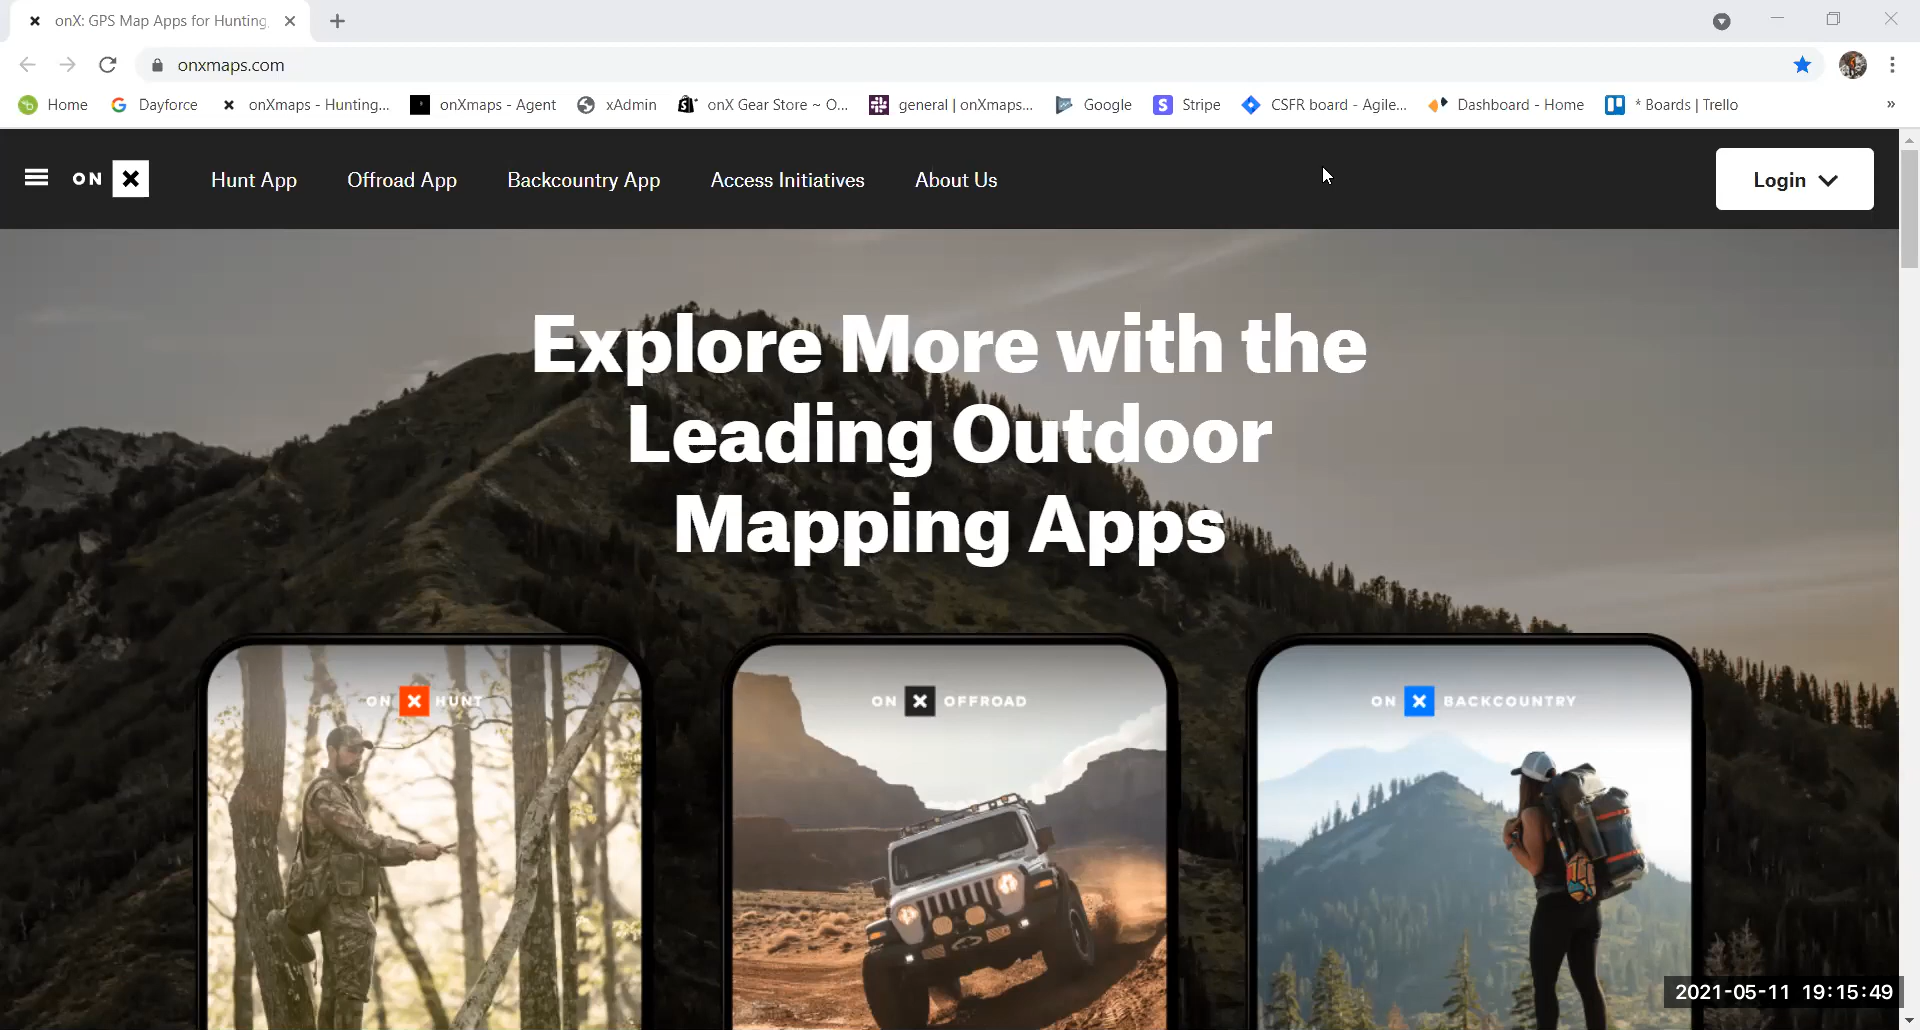 onX: GPS Map Apps for Hunting,
onxmaps.com
Home
Dayforce
onXmaps - Hunting...
onXmaps - Agent
xAdmin
onX Gear Store ~ O...
general | onXmaps...
Google
Stripe
CSFR board - Agile...
Dashboard - Home
* Boards | Trello
»
ON X
Hunt App
Offroad App
Backcountry App
Access Initiatives
About Us
Login
Explore More with the
Leading Outdoor
Mapping Apps
ON X HUNT
ON X OFFROAD
ON X BACKCOUNTRY
2021-05-11 19:15:49